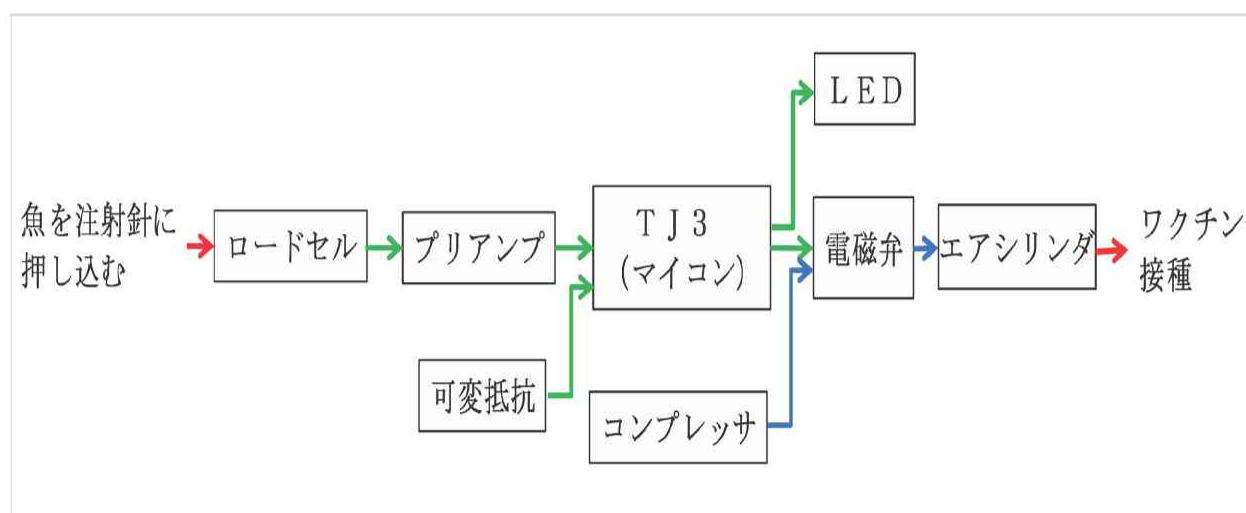 LED
魚を注射針に
押し込む
ロードセル
プリアンプ
TJ3
(マイコン)
電磁弁
エアシリンダ
ワクチン
接種
可変抵抗
コンプレッサ